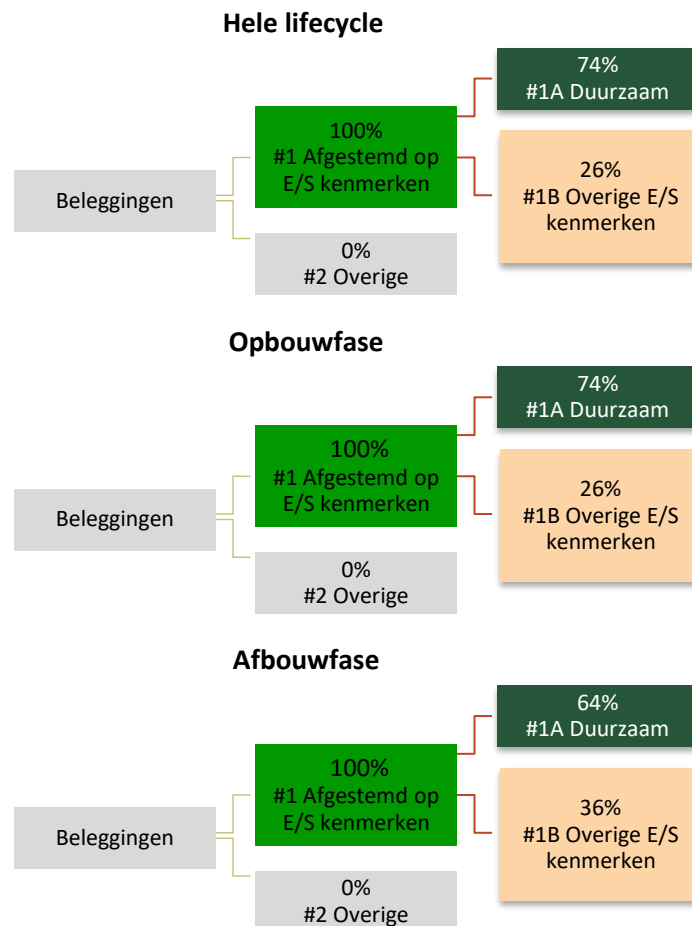 Hele lifecycle
74%
#1A Duurzaam
100%
#1 Afgestemd op
E/S kenmerken
26%
#1B Overige E/S
kenmerken
Beleggingen
0%
#2 Overige
Opbouwfase
74%
#1A Duurzaam
100%
#1 Afgestemd op
E/S kenmerken
26%
#1B Overige E/S
kenmerken
Beleggingen
0%
#2 Overige
Afbouwfase
64%
#1A Duurzaam
100%
#1 Afgestemd op
E/S kenmerken
36%
#1B Overige E/S
kenmerken
Beleggingen
0%
#2 Overige